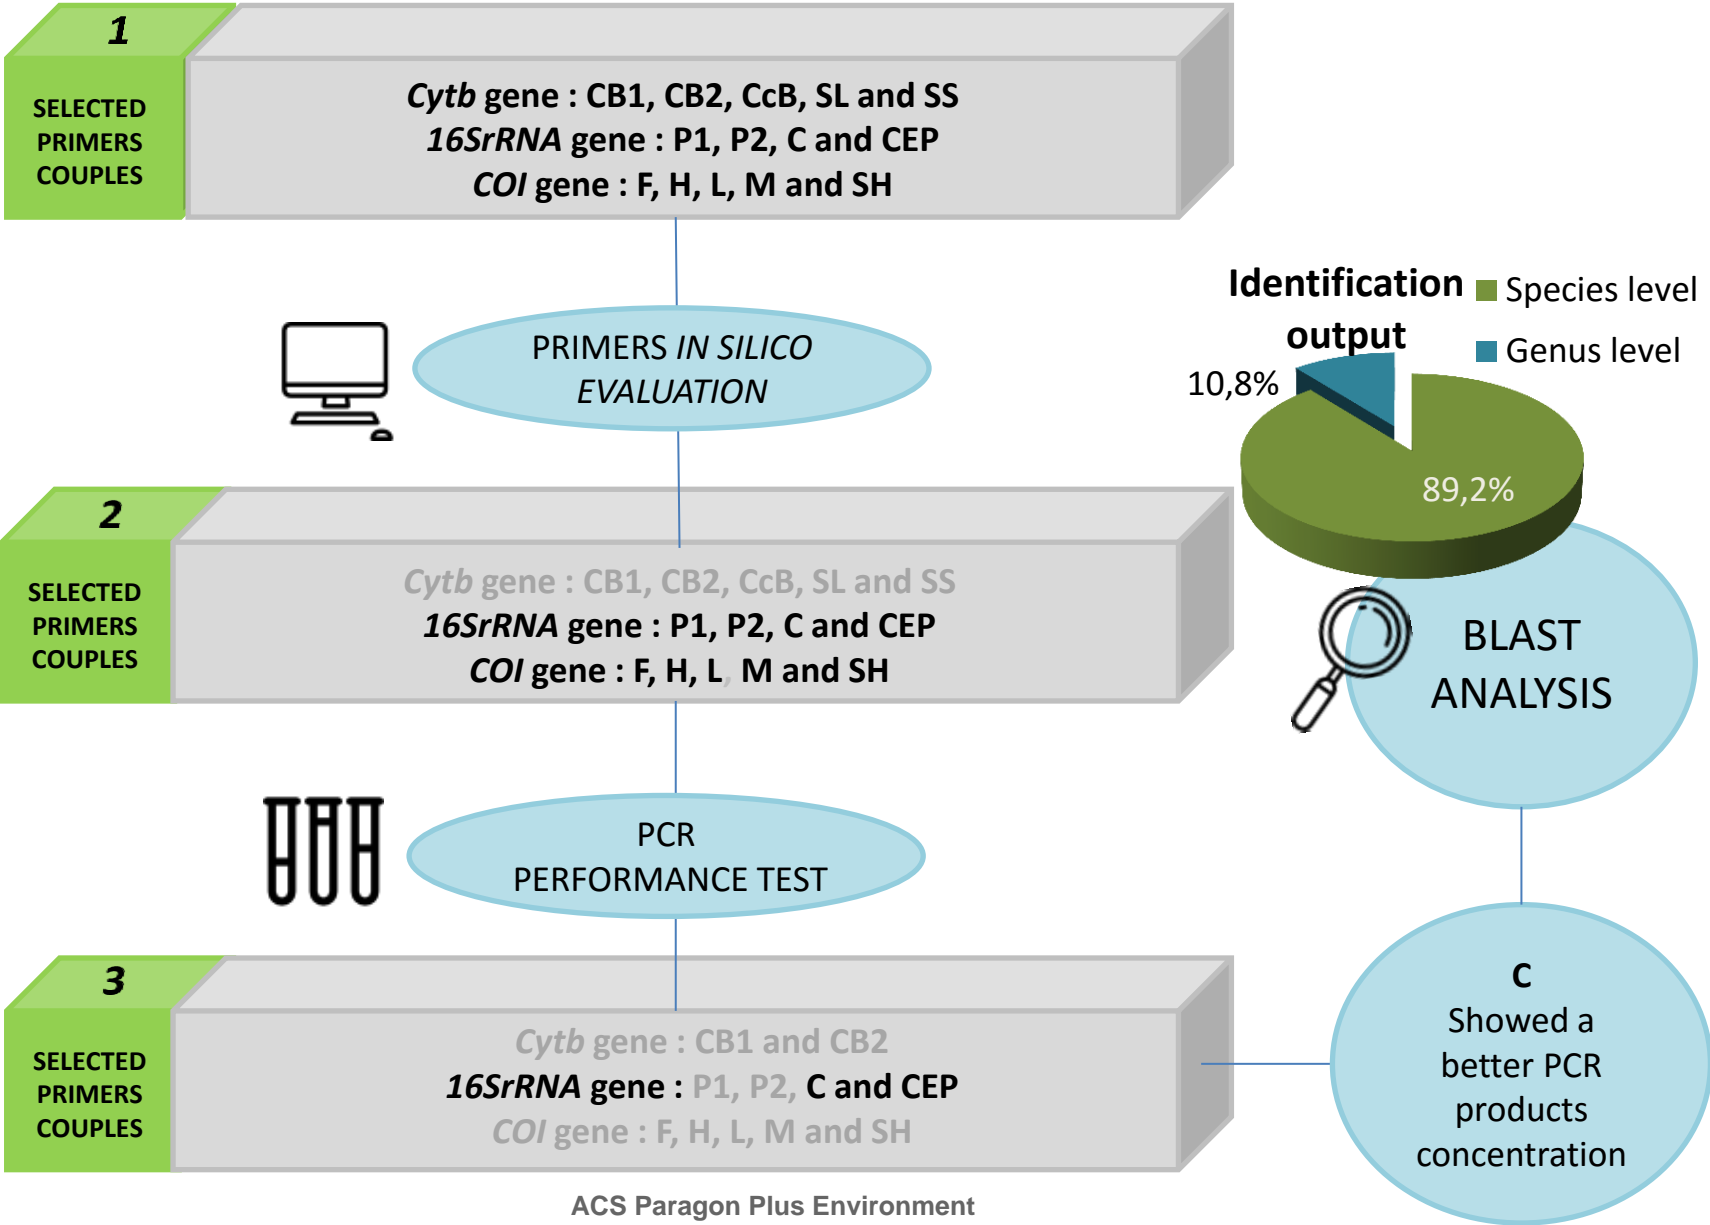 1
SELECTED
PRIMERS
COUPLES
Cytb gene : CB1, CB2, CcB, SL and SS
16SrRNA gene : P1, P2, C and CEP
COI gene : F, H, L, M and SH
PRIMERS IN SILICO
EVALUATION
Identification
output
Species level
Genus level
10,8%
89,2%
2
SELECTED
PRIMERS
COUPLES
Cytb gene : CB1, CB2, CcB, SL and SS
16SrRNA gene : P1, P2, C and CEP
COI gene : F, H, L, M and SH
BLAST
ANALYSIS
PCR
PERFORMANCE TEST
3
SELECTED
PRIMERS
COUPLES
Cytb gene : CB1 and CB2
16SrRNA gene : P1, P2, C and CEP
COI gene : F, H, L, M and SH
C
Showed a
better PCR
products
concentration
ACS Paragon Plus Environment